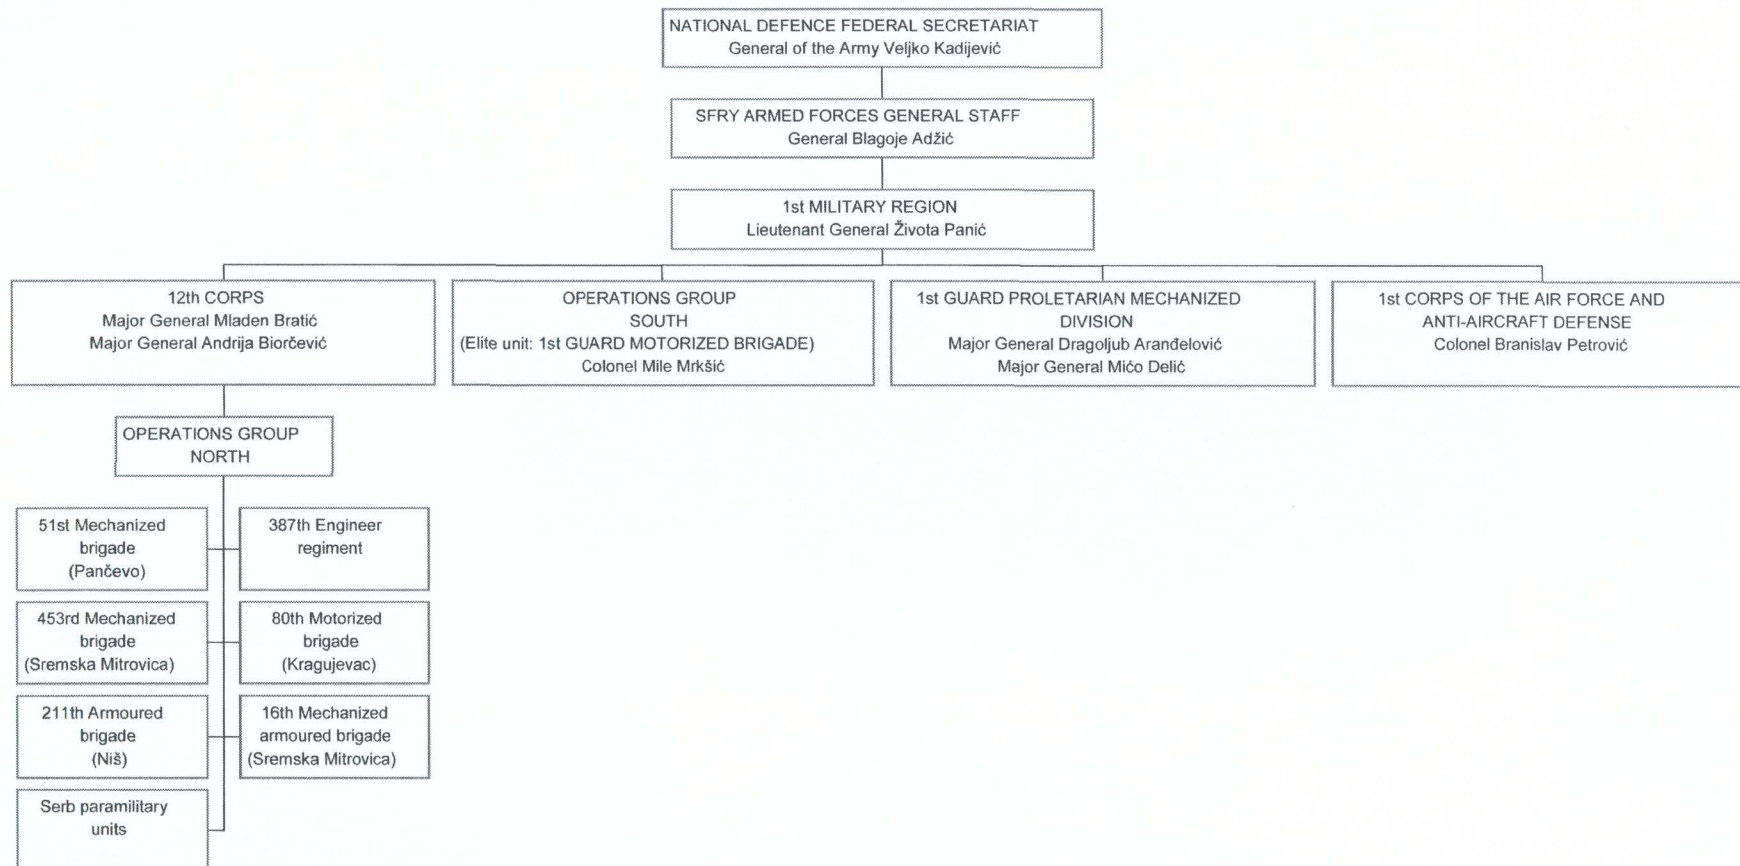 NATIONAL DEFENCE FEDERAL SECRETARIAT
General of the Army Veljko Kadijević
SFRY ARMED FORCES GENERAL STAFF
General Blagoje Adžić
1st MILITARY REGION
Lieutenant General Života Panić
12th CORPS
Major General Mladen Bratić
Major General Andrija Biorčević
OPERATIONS GROUP
SOUTH
(Elite unit: 1st GUARD MOTORIZED BRIGADE)
Colonel Mile Mrkšić
1st GUARD PROLETARIAN MECHANIZED
DIVISION
Major General Dragoljub Aranđelović
Major General Mićo Delić
1st CORPS OF THE AIR FORCE AND
ANTI-AIRCRAFT DEFENSE
Colonel Branislav Petrović
OPERATIONS GROUP
NORTH
51st Mechanized
brigade
(Pančevo)
387th Engineer
regiment
453rd Mechanized
brigade
(Sremska Mitrovica)
80th Motorized
brigade
(Kragujevac)
211th Armoured
brigade
(Niš)
16th Mechanized
armoured brigade
(Sremska Mitrovica)
Serb paramilitary
units